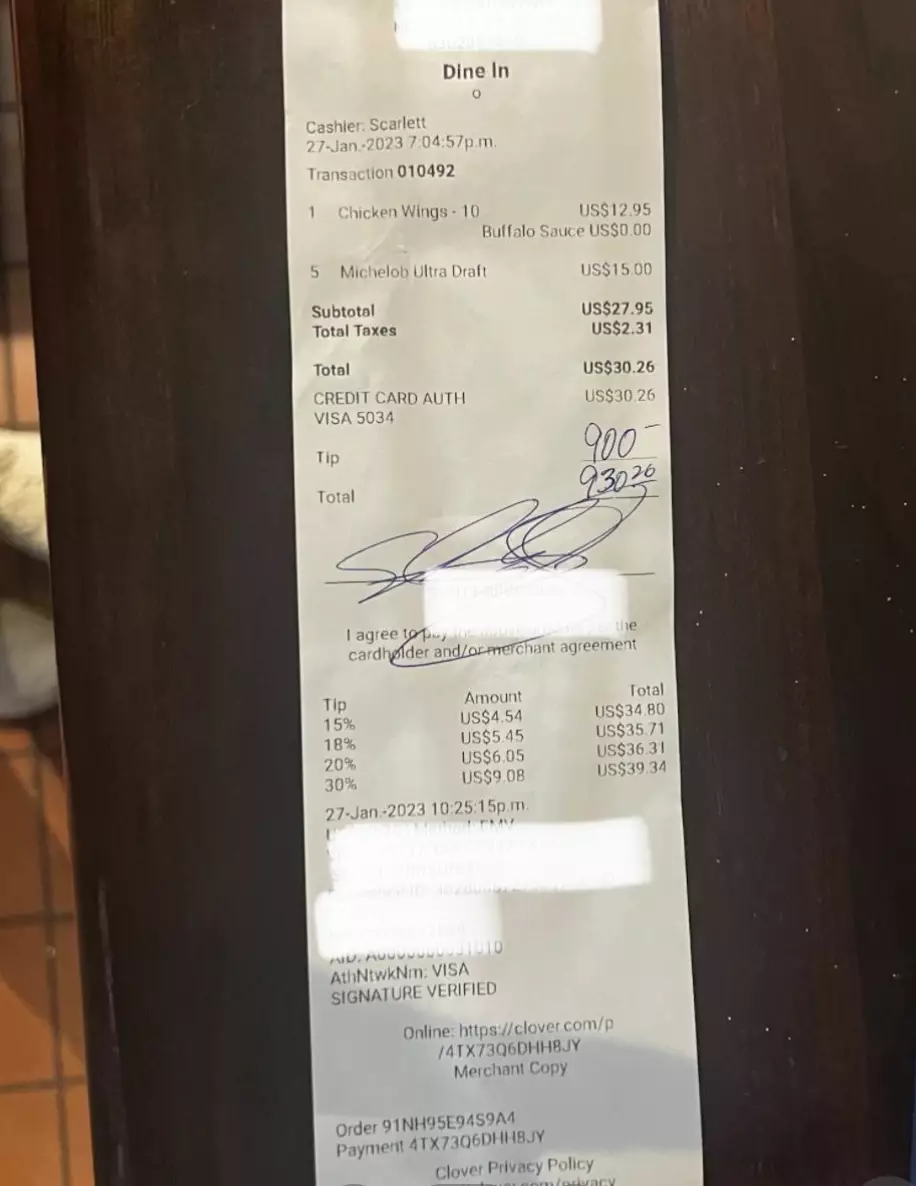 Dine In
o
Cashier: Scarlett
27-Jan.-2023 7:04:57p.m.
Transaction 010492
1 Chicken Wings - 10 US$12.95
Buffalo Sauce US$0.00
5 Michelob Ultra Draft US$15.00
Subtotal US$27.95
Total Taxes US$2.31
Total US$30.26
CREDIT CARD AUTH US$30.26
VISA 5034
Tip 900-
Total 930 26
I agree to pay the
cardholder and/or merchant agreement
Tip Amount Total
15% US$4.54 US$34.80
18% US$5.45 US$35.71
20% US$6.05 US$36.31
30% US$9.08 US$39.34
27-Jan.-2023 10:25:15p.m.
AthNtwkNm: VISA
SIGNATURE VERIFIED
Online: https://clover.com/p
/4TX73Q6DHH8JY
Merchant Copy
Order 91NH95E94S9A4
Payment 4TX73Q6DHH8JY
Clover Privacy Policy